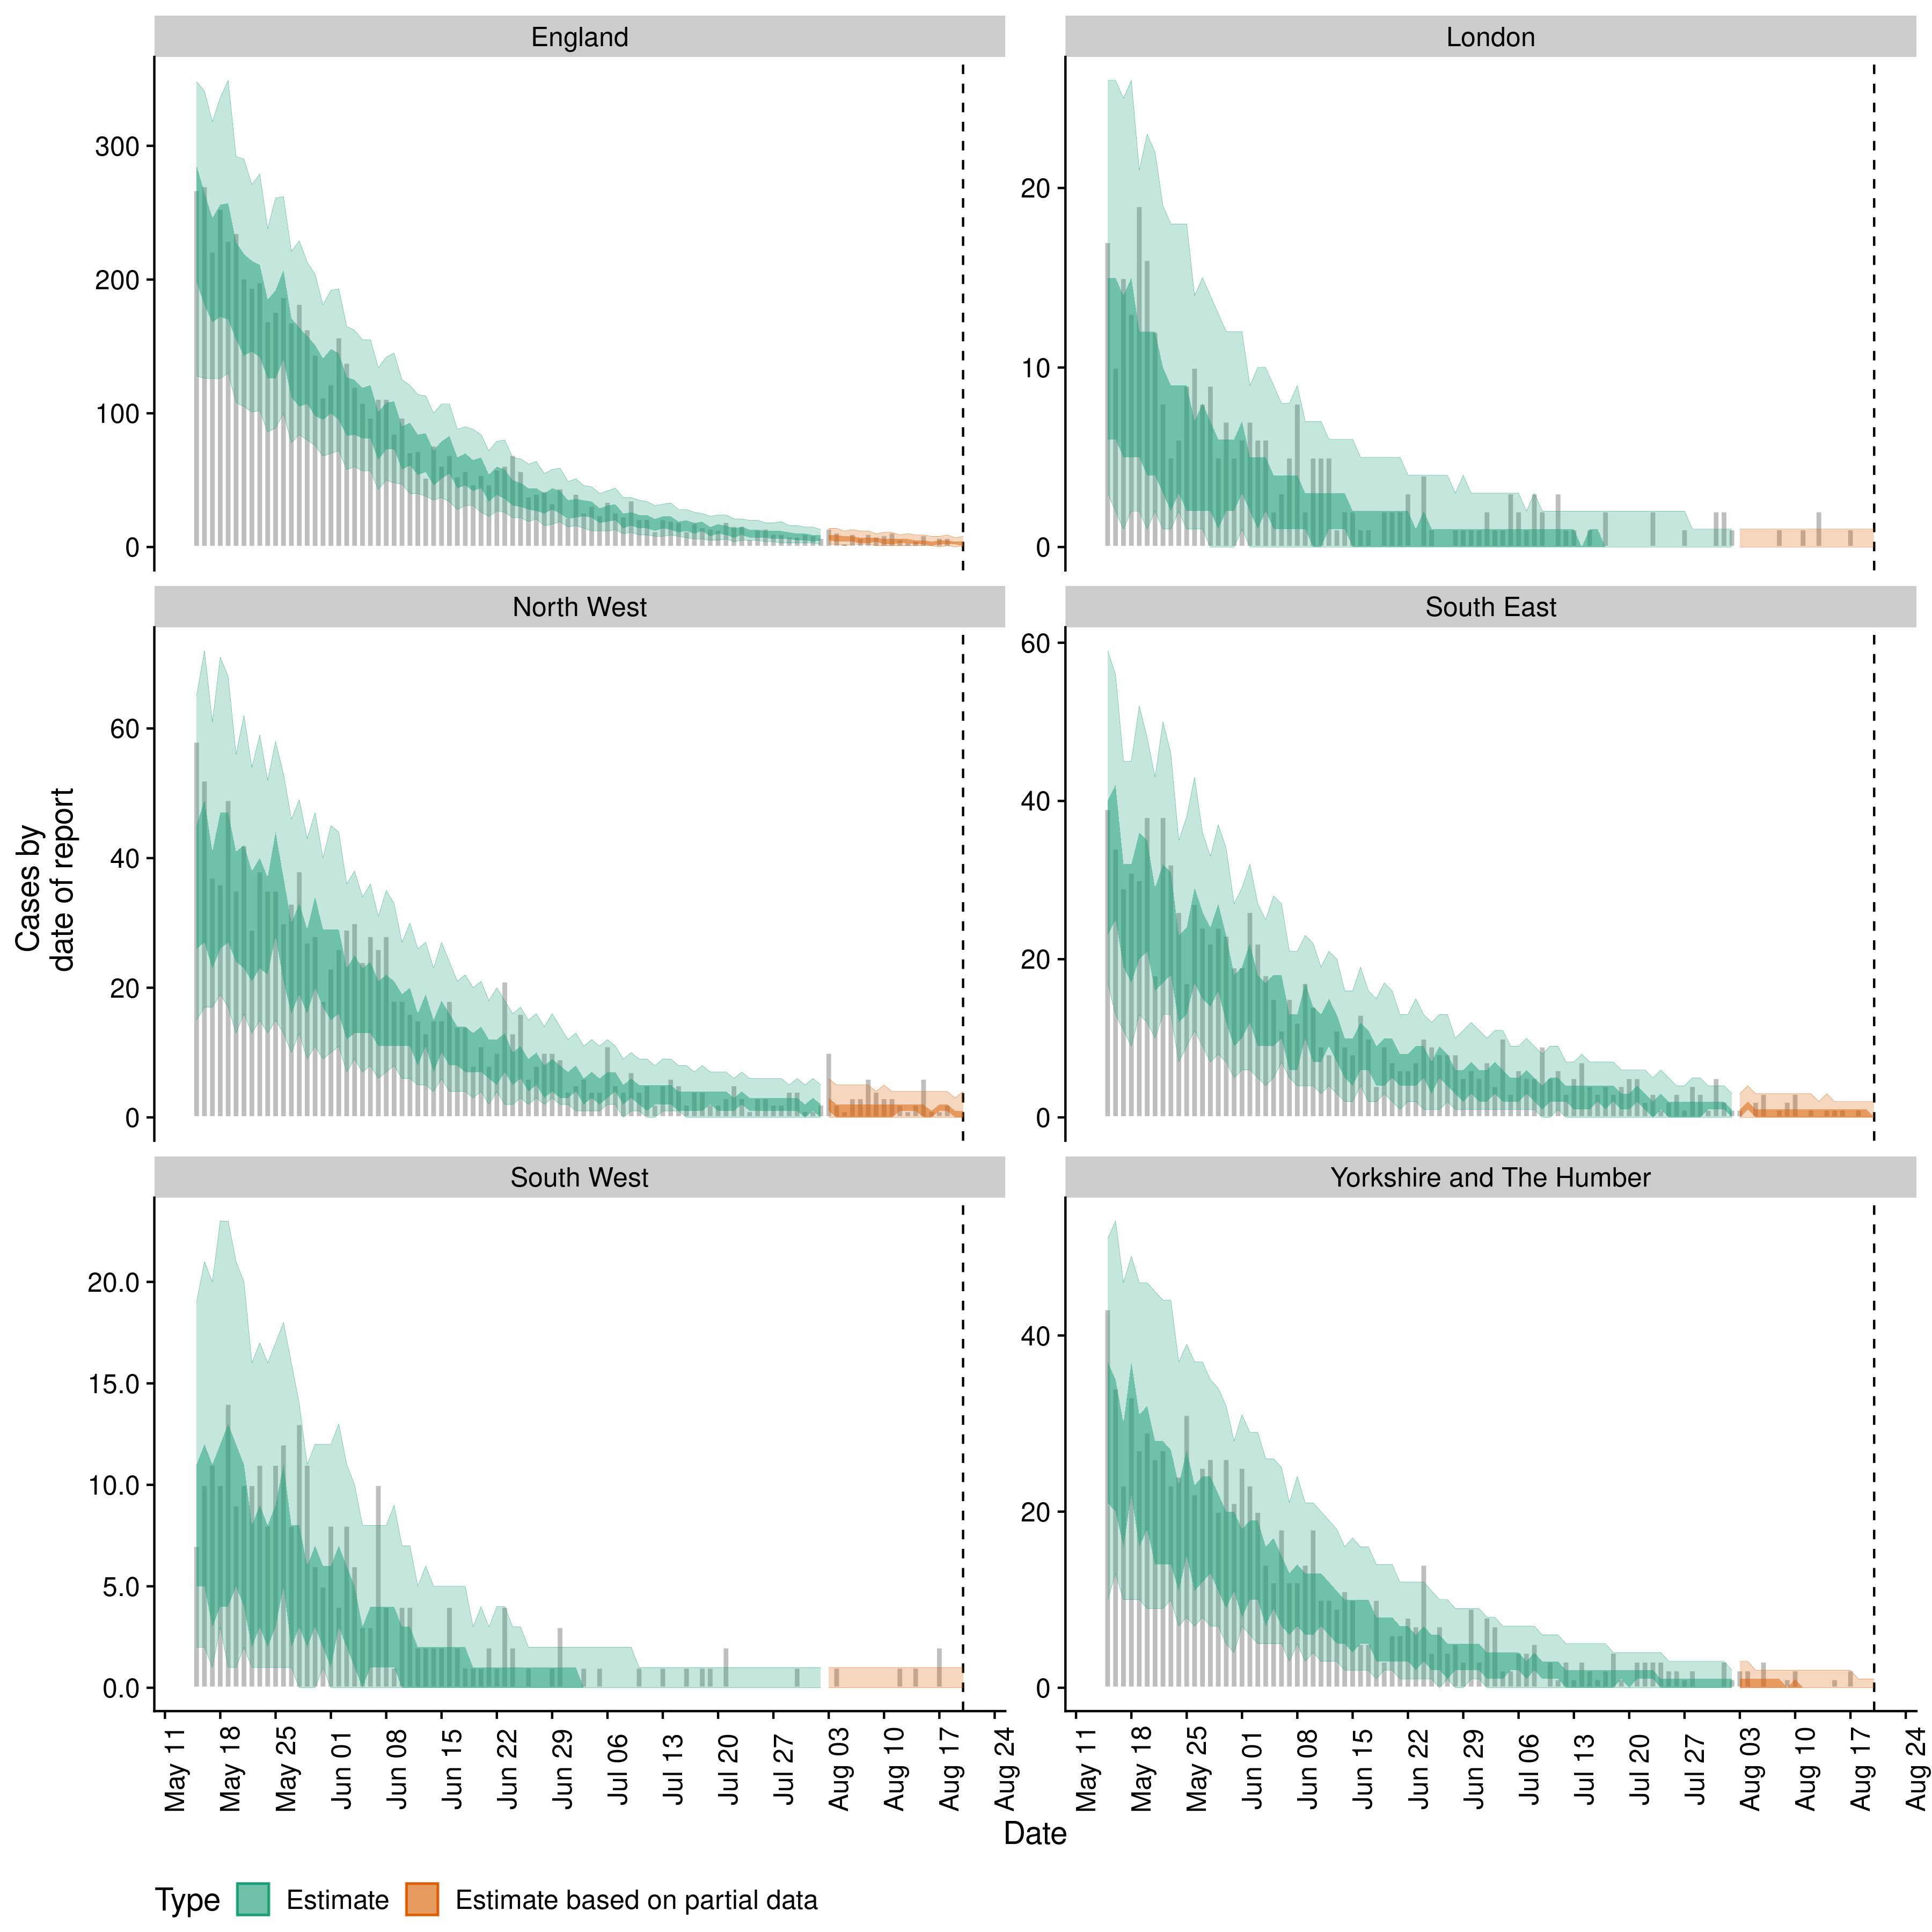 England
London
300
200
100
0
20
10
0
North West
South East
60
40
20
0
60
40
20
0
South West
Yorkshire and The Humber
20.0
15.0
10.0
5.0
0.0
40
20
0
Cases by
date of report
May 11 May 18 May 25 Jun 01 Jun 08 Jun 15 Jun 22 Jun 29 Jul 06 Jul 13 Jul 20 Jul 27 Aug 03 Aug 10 Aug 17 Aug 24
May 11 May 18 May 25 Jun 01 Jun 08 Jun 15 Jun 22 Jun 29 Jul 06 Jul 13 Jul 20 Jul 27 Aug 03 Aug 10 Aug 17 Aug 24
Date
Type Estimate Estimate based on partial data